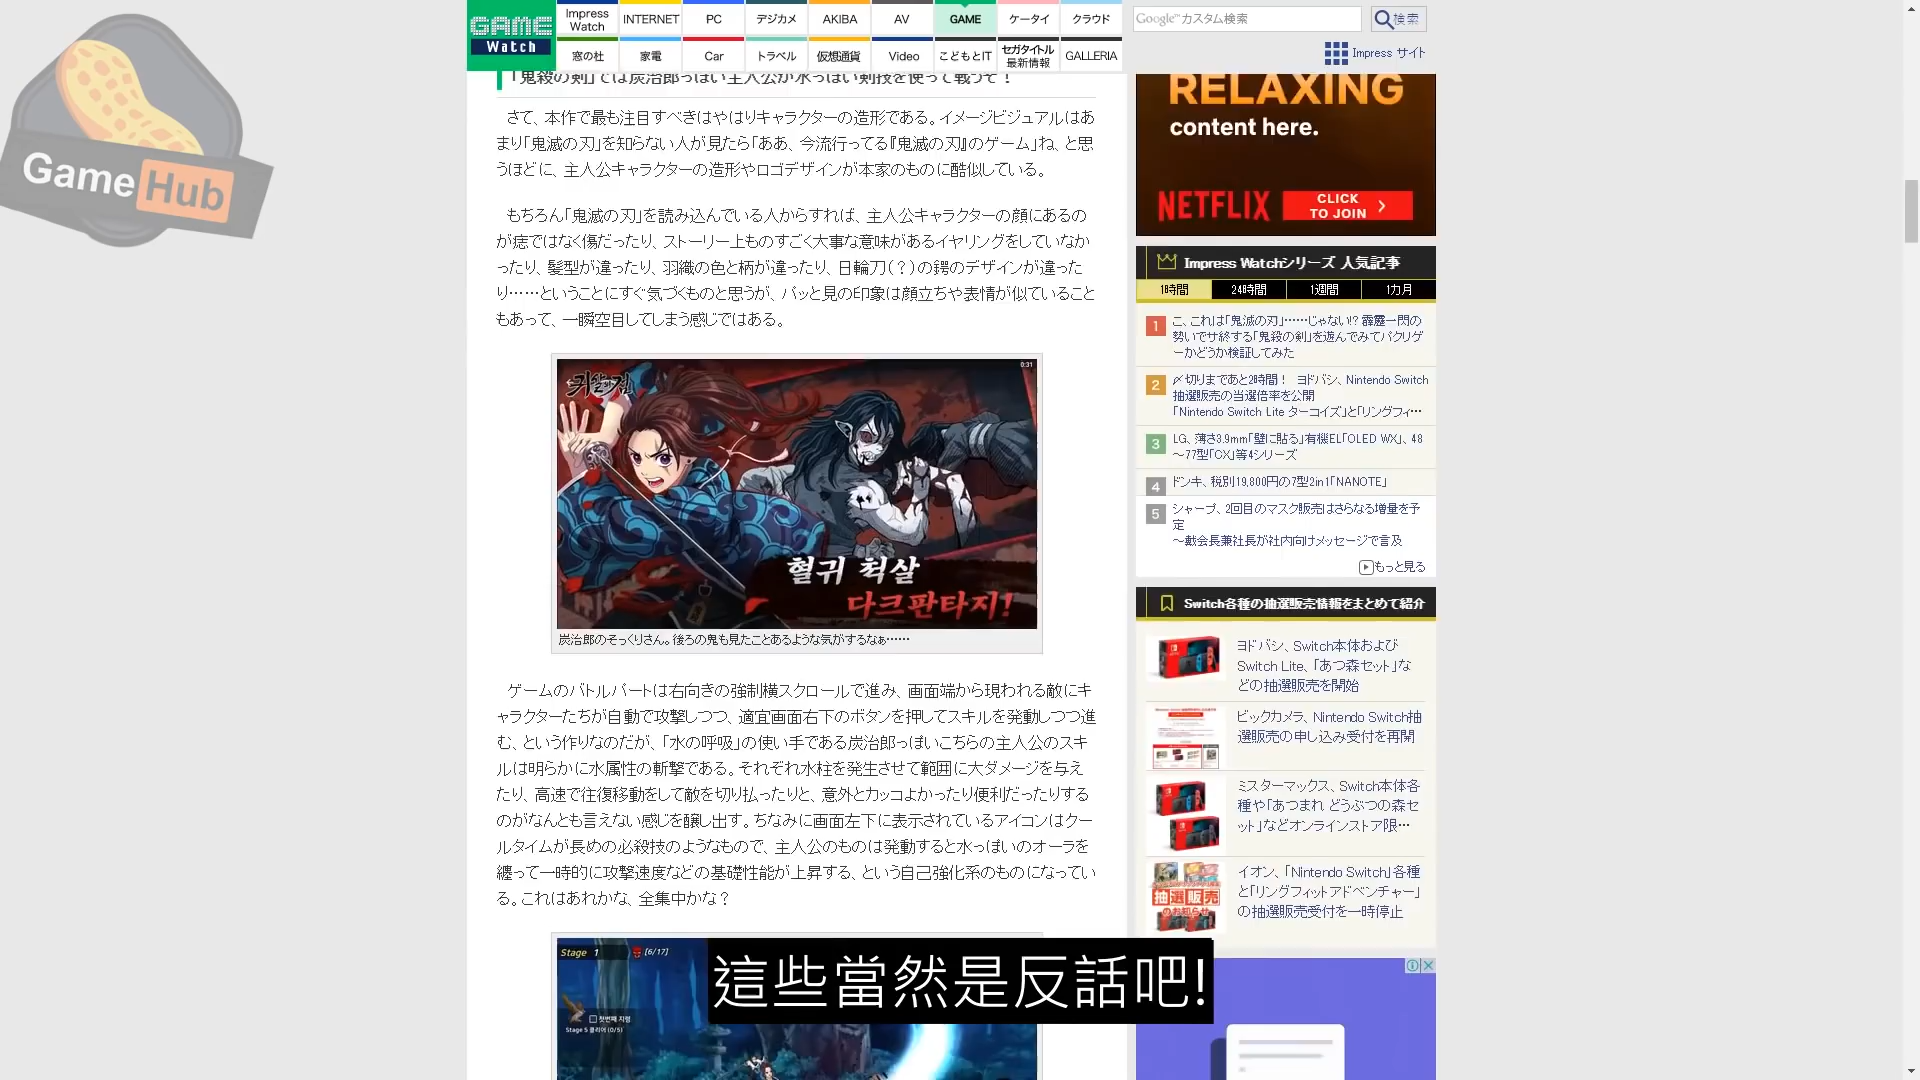 Game Hub
GAME Watch
Impress Watch
INTERNET
PC
デジカメ
AKIBA
AV
GAME
ケータイ
クラウド
窓の杜
家電
Car
トラベル
仮想通貨
Video
こどもとIT
セガタイトル最新情報
GALLERIA
Google™カスタム検索
検索
Impress サイト
「鬼殺の剣」では炭治郎っぽい主人公が水っぽい剣技を使って戦うぞ！
さて、本作で最も注目すべきはやはりキャラクターの造形である。イメージビジュアルはあ
まり「鬼滅の刃」を知らない人が見たら「ああ、今流行ってる『鬼滅の刃』のゲーム」ね、と思
うほどに、主人公キャラクターの造形やロゴデザインが本家のものに酷似している。
もちろん「鬼滅の刃」を読み込んでいる人からすれば、主人公キャラクターの顔にあるの
が痣ではなく傷だったり、ストーリー上ものすごく大事な意味があるイヤリングをしていなか
ったり、髪型が違ったり、羽織の色と柄が違ったり、日輪刀（？）の鍔のデザインが違った
り……ということにすぐ気づくものと思うが、パッと見の印象は顔立ちや表情が似ていること
もあって、一瞬空目してしまう感じではある。
귀살의검
0:31
혈귀 척살
다크판타지!
炭治郎のそっくりさん。後ろの鬼も見たことあるような気がするなぁ……
ゲームのバトルパートは右向きの強制横スクロールで進み、画面端から現われる敵にキ
ャラクターたちが自動で攻撃しつつ、適宜画面右下のボタンを押してスキルを発動しつつ進
む、という作りなのだが、「水の呼吸」の使い手である炭治郎っぽいこちらの主人公のスキ
ルは明らかに水属性の斬撃である。それぞれ水柱を発生させて範囲に大ダメージを与え
たり、高速で往復移動をして敵を切り払ったりと、意外とカッコよかったり便利だったりする
のがなんとも言えない感じを醸し出す。ちなみに画面左下に表示されているアイコンはクー
ルタイムが長めの必殺技のようなもので、主人公のものは発動すると水っぽいのオーラを
纏って一時的に攻撃速度などの基礎性能が上昇する、という自己強化系のものになってい
る。これはあれかな、全集中かな？
Stage 1
[6/17]
첫번째 지령
Stage 5 클리어 (0/5)
這些當然是反話吧!
RELAXING
content here.
NETFLIX
CLICK
TO JOIN
Impress Watchシリーズ 人気記事
1時間
24時間
1週間
1カ月
1
こ、これは「鬼滅の刃」……じゃない!? 霹靂一閃の
勢いでサ終する「鬼殺の剣」を遊んでみてパクリゲ
ーかどうか検証してみた
2
〆切りまであと2時間！ ヨドバシ、Nintendo Switch
抽選販売の当選倍率を公開
「Nintendo Switch Lite ターコイズ」と「リングフィ…
3
LG、薄さ3.9mm「壁に貼る」有機EL「OLED WX」、48
～77型「CX」等4シリーズ
4
ドンキ、税別19,800円の7型2in1「NANOTE」
5
シャープ、2回目のマスク販売はさらなる増量を予
定
～戴会長兼社長が社内向けメッセージで言及
もっと見る
Switch各種の抽選販売情報をまとめて紹介
ヨドバシ、Switch本体および
Switch Lite、「あつ森セット」な
どの抽選販売を開始
ビックカメラ、Nintendo Switch抽
選販売の申し込み受付を再開
ミスターマックス、Switch本体各
種や「あつまれ どうぶつの森セ
ット」などオンラインストア限…
抽選販売
のお知らせ
イオン、「Nintendo Switch」各種
と「リングフィットアドベンチャー」
の抽選販売受付を一時停止